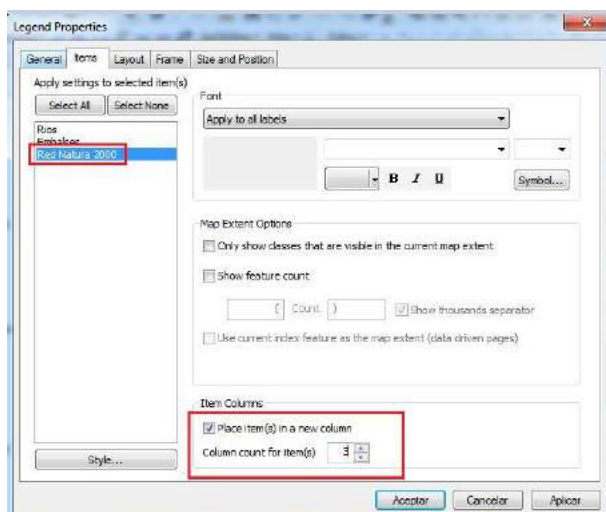 Legend Properties
General Items Layout Frame Size and Position
Apply settings to selected item(s)
Select All Select None
Rios
Embalses
Red Natura 2000
Style...
Font
Apply to all labels
B I U
Symbol...
Map Extent Options
Only show classes that are visible in the current map extent
Show feature count
( Count ) Show thousands separator
Use current index feature as the map extent (data driven pages)
Item Columns
Place item(s) in a new column
Column count for item(s) 3
Aceptar Cancelar Aplicar